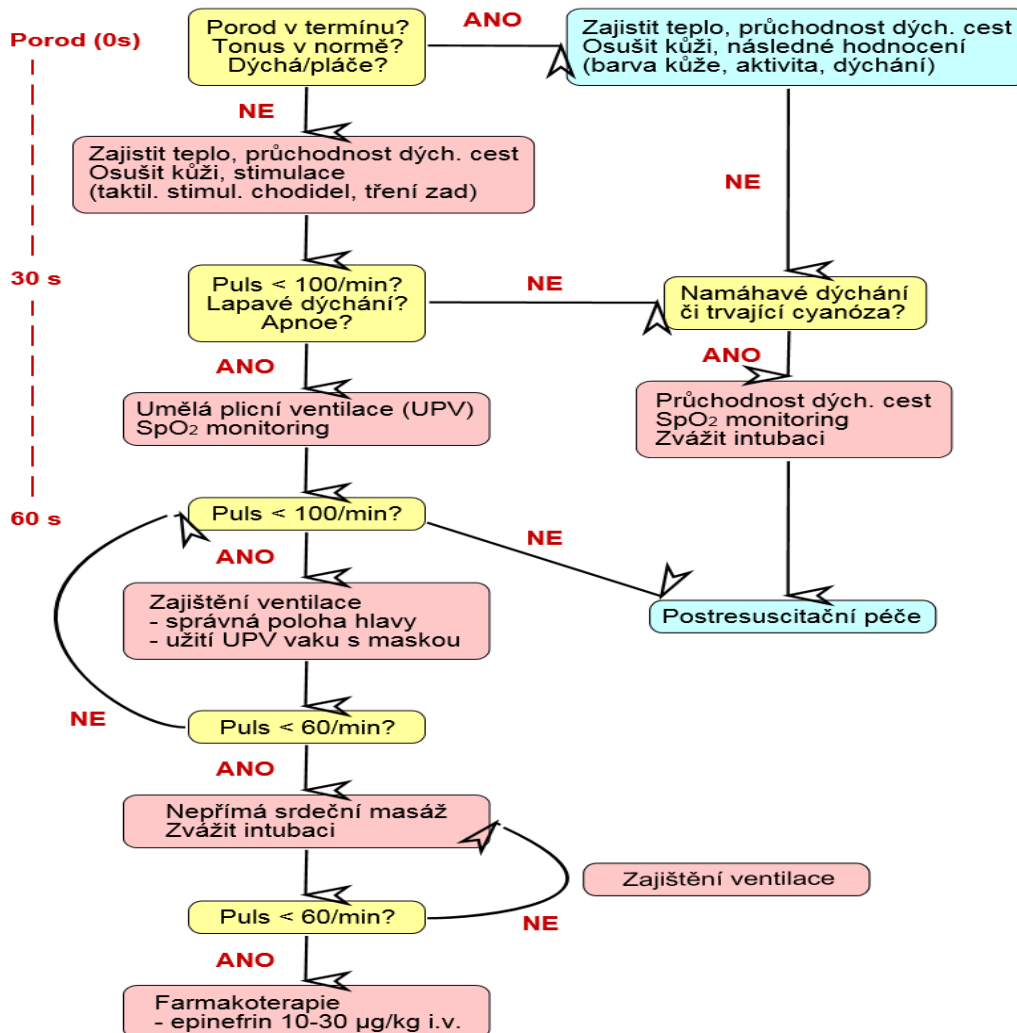 Porod (0s)
Porod v termínu?
Tonus v normě?
Dýchá/pláče?
ANO
Zajistit teplo, průchodnost dých. cest
Osušit kůži, následné hodnocení
(barva kůže, aktivita, dýchání)
NE
Zajistit teplo, průchodnost dých. cest
Osušit kůži, stimulace
(taktil. stimul. chodidel, tření zad)
NE
30 s
Puls < 100/min?
Lapavé dýchání?
Apnoe?
NE
Namáhavé dýchání
či trvající cyanóza?
ANO
ANO
Umělá plicní ventilace (UPV)
SpO₂ monitoring
Průchodnost dých. cest
SpO₂ monitoring
Zvážit intubaci
60 s
Puls < 100/min?
NE
ANO
Zajištění ventilace
- správná poloha hlavy
- užití UPV vaku s maskou
Postresuscitační péče
NE
Puls < 60/min?
ANO
Nepřímá srdeční masáž
Zvážit intubaci
Zajištění ventilace
Puls < 60/min?
NE
ANO
Farmakoterapie
- epinefrin 10-30 µg/kg i.v.